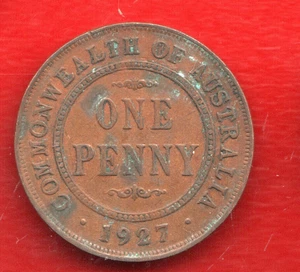 COMMONWEALTH OF AUSTRALIA
ONE
PENNY
· 1927 ·